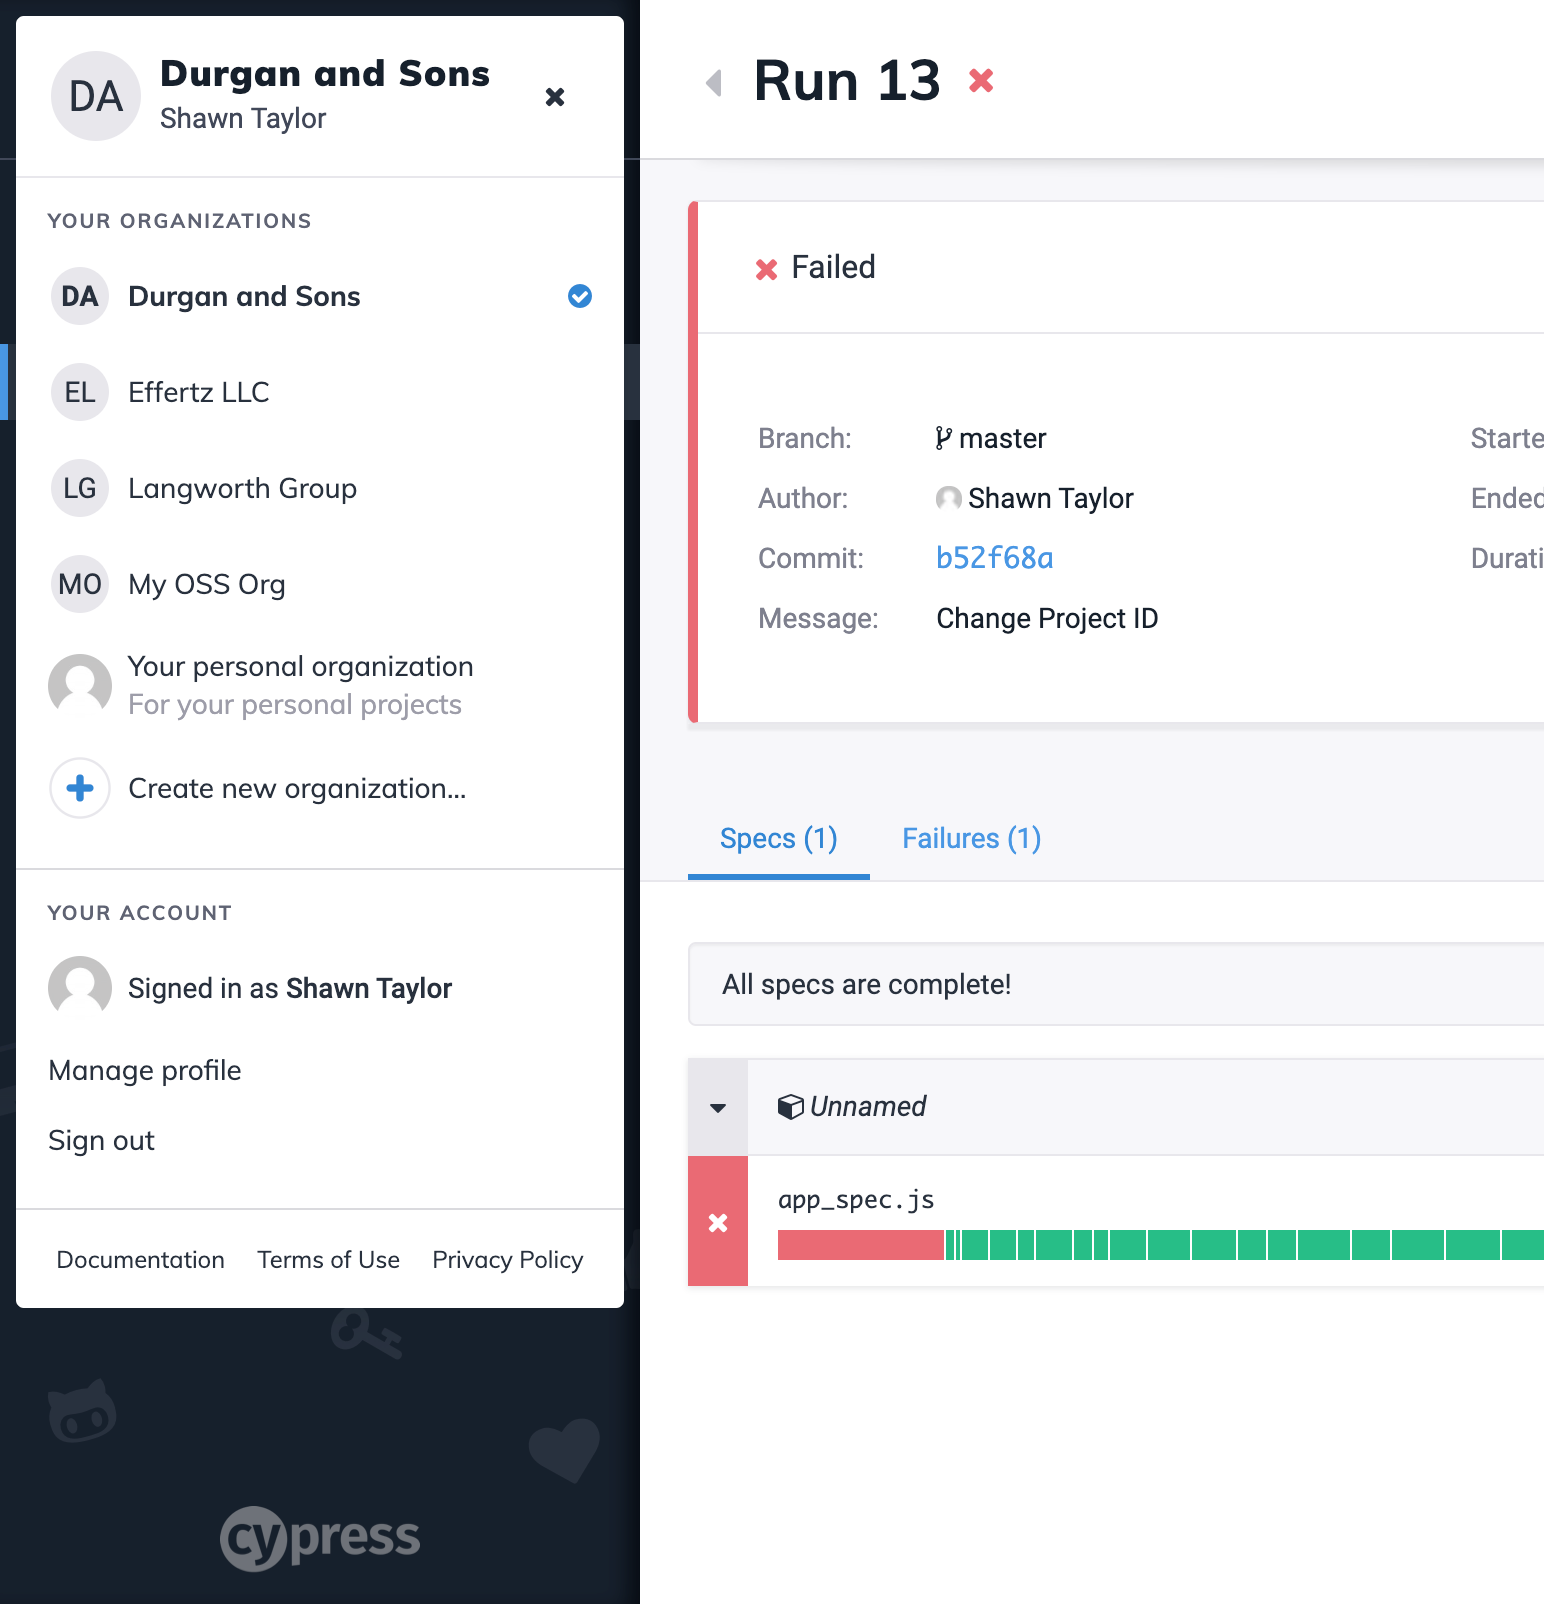 DA
Durgan and Sons
Shawn Taylor
YOUR ORGANIZATIONS
DA Durgan and Sons
EL Effertz LLC
LG Langworth Group
MO My OSS Org
Your personal organization
For your personal projects
Create new organization...
YOUR ACCOUNT
Signed in as Shawn Taylor
Manage profile
Sign out
Documentation Terms of Use Privacy Policy
cypress
Run 13
Failed
Branch: master
Author: Shawn Taylor
Commit: b52f68a
Message: Change Project ID
Starte
Ended
Durati
Specs (1) Failures (1)
All specs are complete!
Unnamed
app_spec.js